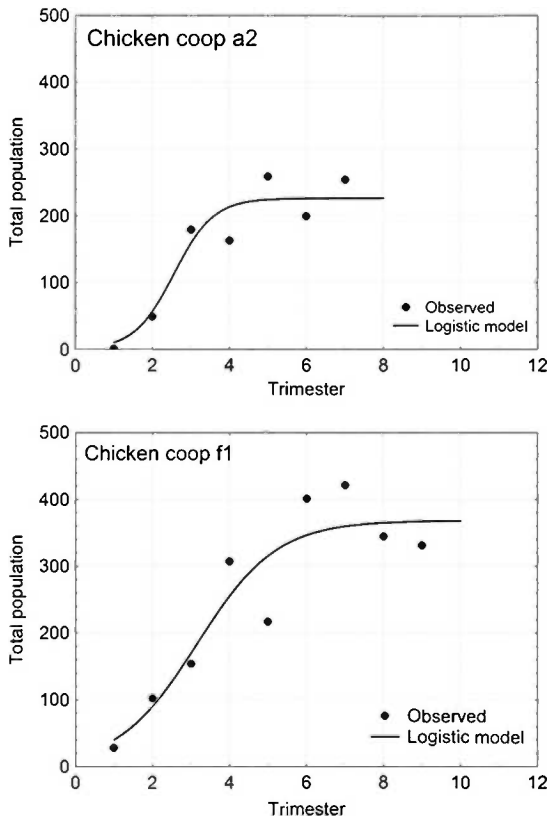 Chicken coop a2
500
400
300
200
100
0
Total population
0 2 4 6 8 10 12
Trimester
Observed
Logistic model
Chicken coop f1
500
400
300
200
100
0
Total population
0 2 4 6 8 10 12
Trimester
Observed
Logistic model